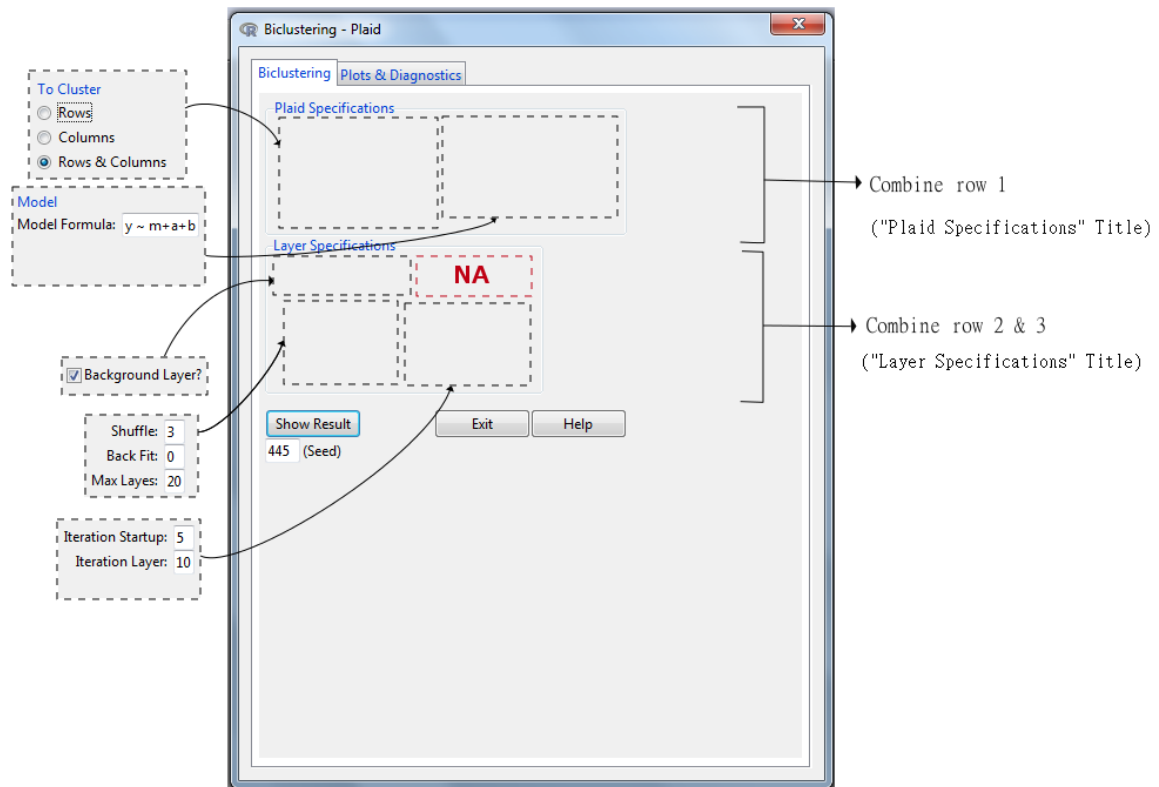 Biclustering - Plaid
Biclustering
Plots & Diagnostics
To Cluster
Rows
Columns
Rows & Columns
Model
Model Formula: y ~ m+a+b
Plaid Specifications
Combine row 1
("Plaid Specifications" Title)
Layer Specifications
NA
Combine row 2 & 3
("Layer Specifications" Title)
Background Layer?
Shuffle: 3
Back Fit: 0
Max Layes: 20
Iteration Startup: 5
Iteration Layer: 10
Show Result
Exit
Help
445 (Seed)